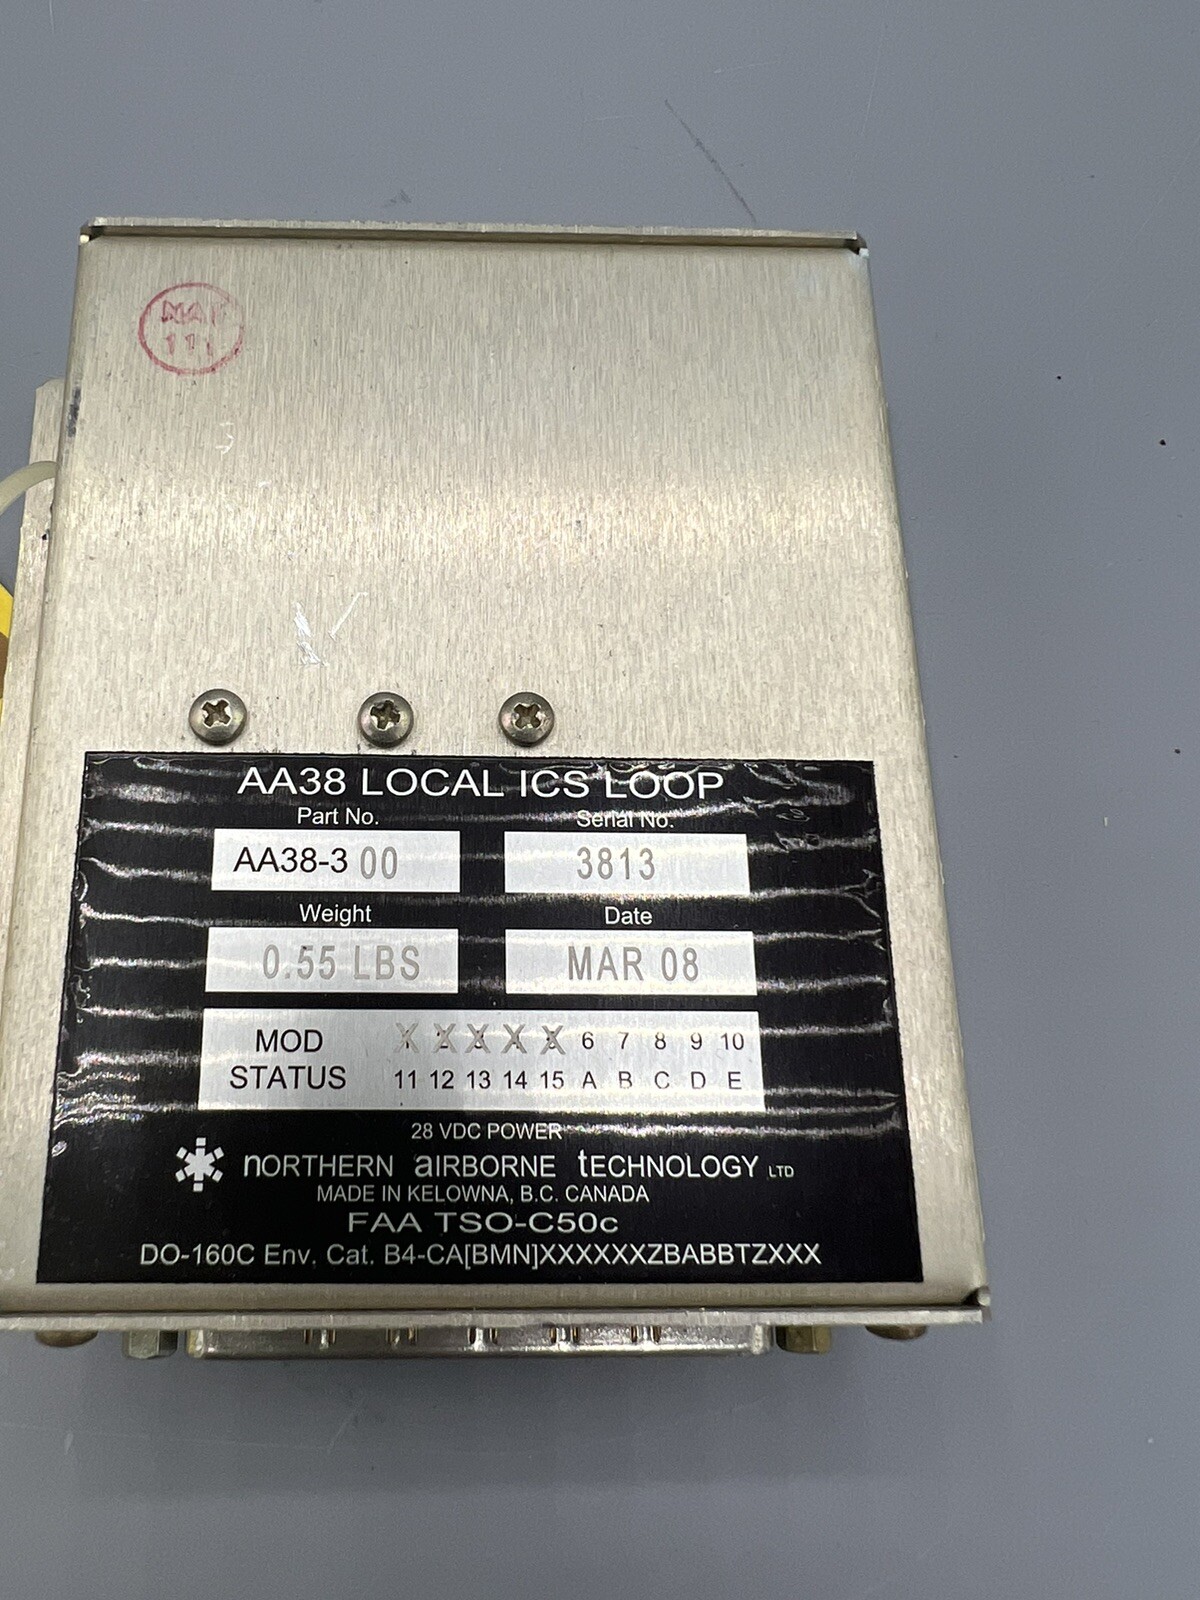 NAT
111
AA38 LOCAL ICS LOOP
Part No. Serial No.
AA38-3 00 3813
Weight Date
0.55 LBS MAR 08
MOD X X X X X 6 7 8 9 10
STATUS 11 12 13 14 15 A B C D E
28 VDC POWER
nORTHERN aIRBORNE tECHNOLOGY LTD
MADE IN KELOWNA, B.C. CANADA
FAA TSO-C50c
DO-160C Env. Cat. B4-CA[BMN]XXXXXXZBABBTZXXX